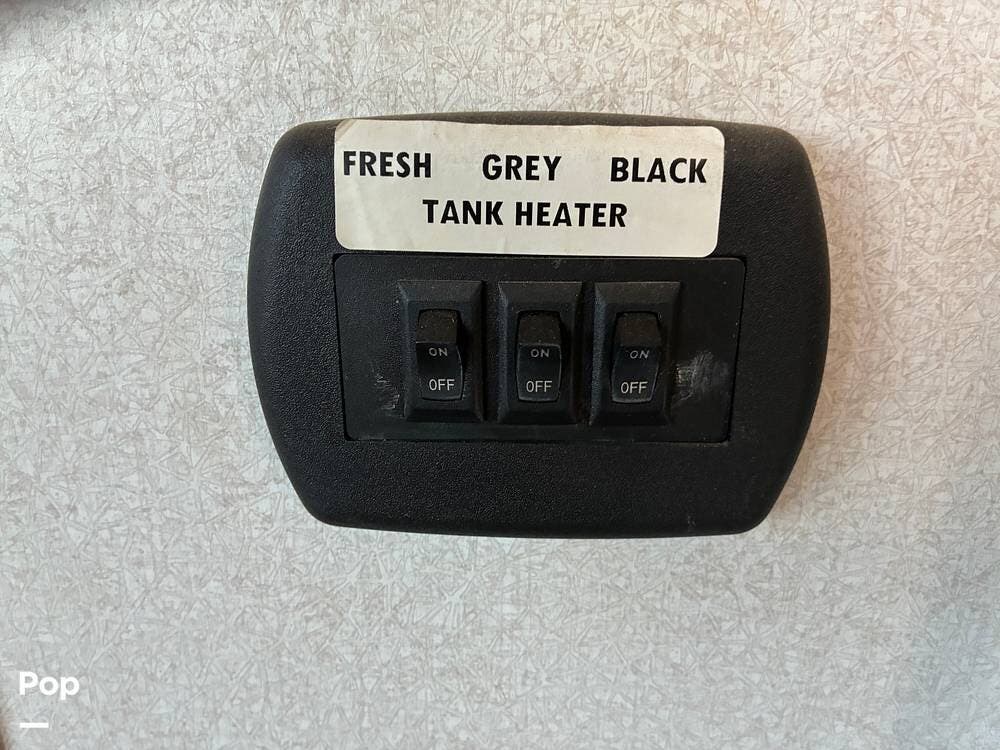 FRESH GREY BLACK
TANK HEATER
ON ON ON
OFF OFF OFF
Pop